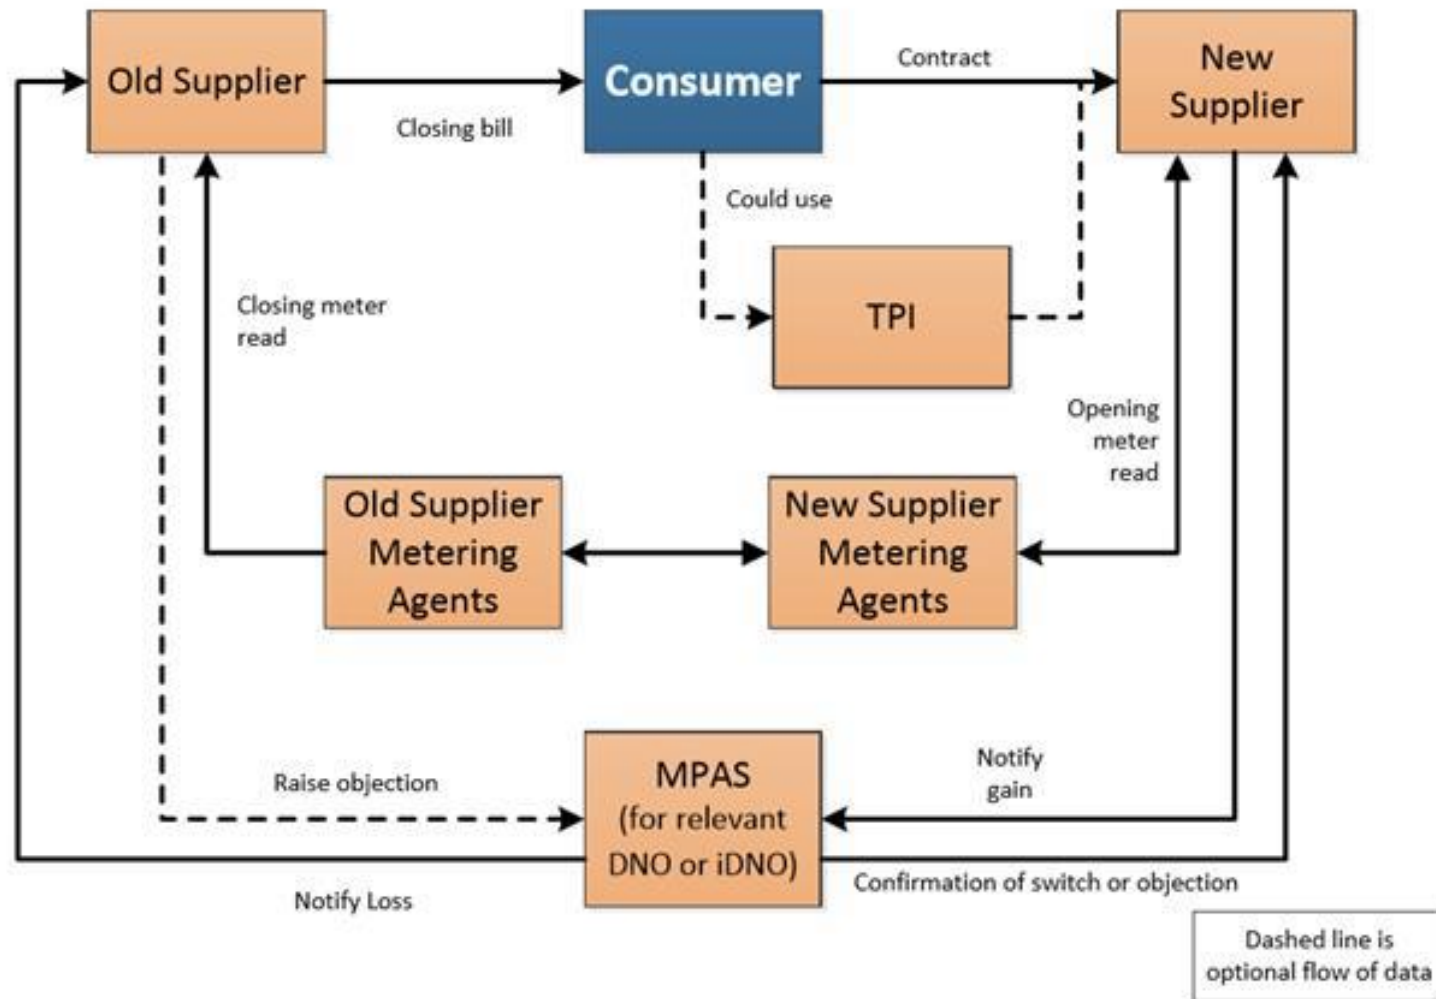 Old Supplier
Consumer
Contract
New
Supplier
Closing bill
Could use
TPI
Closing meter
read
Opening
meter
read
Old Supplier
Metering
Agents
New Supplier
Metering
Agents
Raise objection
MPAS
(for relevant
DNO or iDNO)
Notify
gain
Notify Loss
Confirmation of switch or objection
Dashed line is
optional flow of data